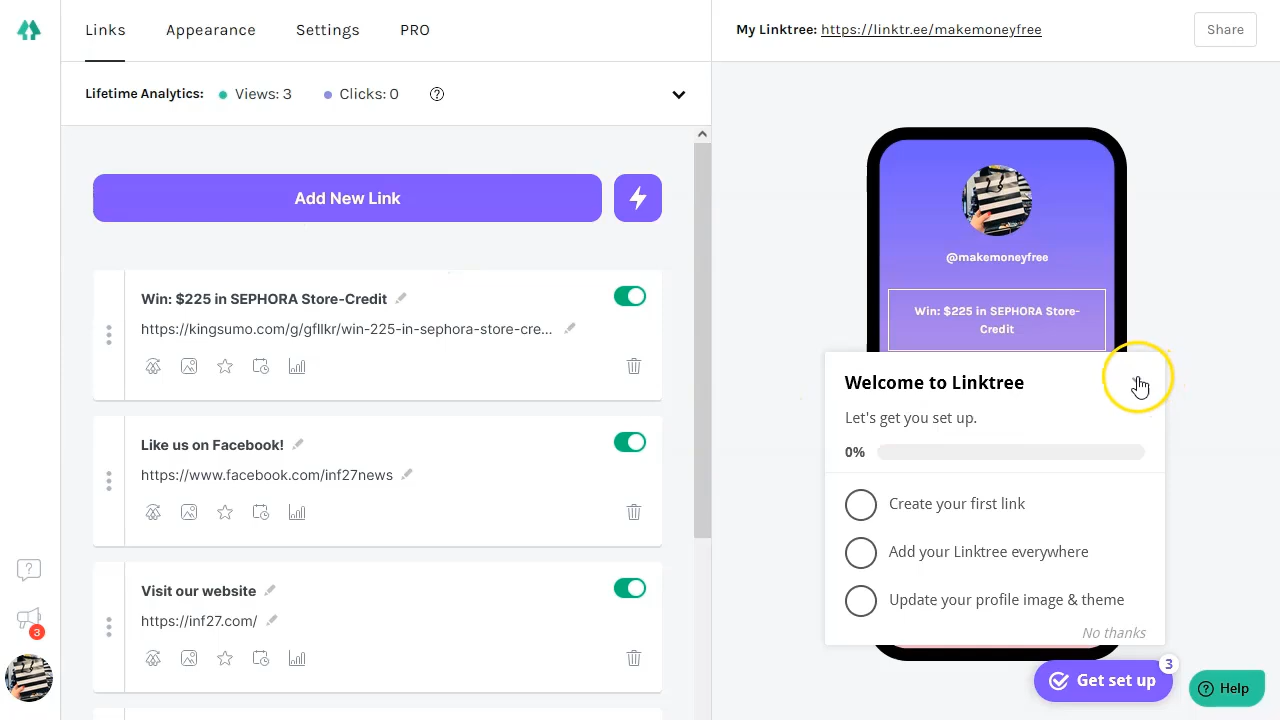 Links
Appearance
Settings
PRO
My Linktree: https://linktr.ee/makemoneyfree
Share
Lifetime Analytics:
Views: 3
Clicks: 0
?
Add New Link
Win: $225 in SEPHORA Store-Credit
https://kingsumo.com/g/gfllkr/win-225-in-sephora-store-cre...
Like us on Facebook!
https://www.facebook.com/inf27news
Visit our website
https://inf27.com/
?
3
@makemoneyfree
Win: $225 in SEPHORA Store-
Credit
Welcome to Linktree
Let's get you set up.
0%
Create your first link
Add your Linktree everywhere
Update your profile image & theme
No thanks
Get set up
3
? Help